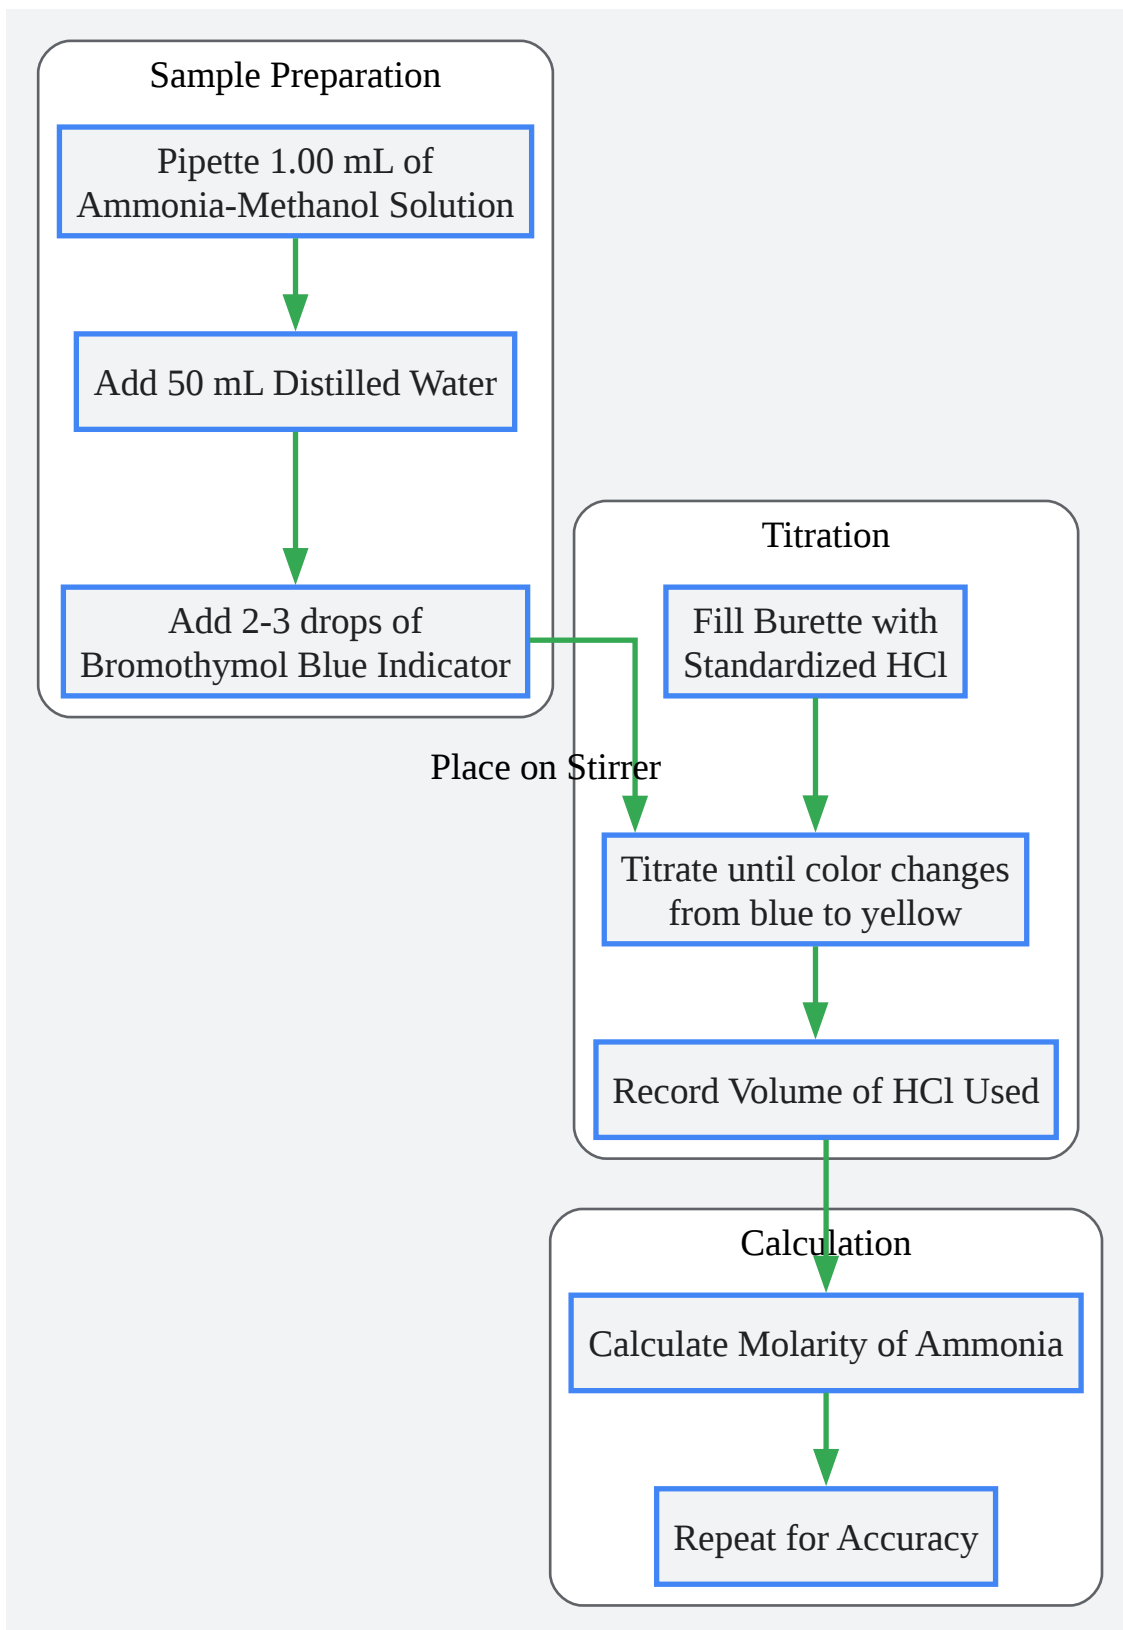 Sample Preparation
Pipette 1.00 mL of
Ammonia-Methanol Solution
Add 50 mL Distilled Water
Add 2-3 drops of
Bromothymol Blue Indicator
Place on Stirrer
Titration
Fill Burette with
Standardized HCl
Titrate until color changes
from blue to yellow
Record Volume of HCl Used
Calculation
Calculate Molarity of Ammonia
Repeat for Accuracy